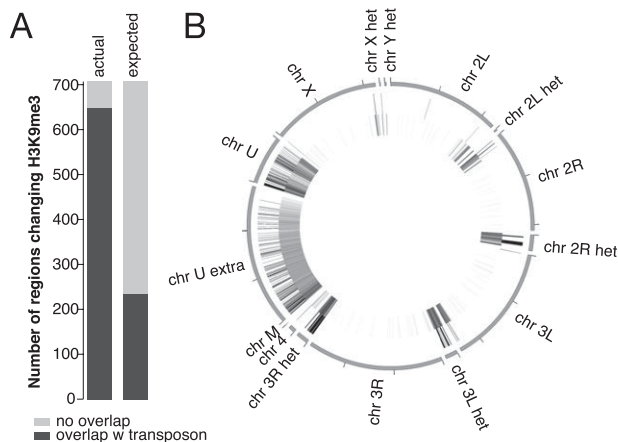 A
B
actual
expected
Number of regions changing H3K9me3
700
600
500
400
300
200
100
0
no overlap
overlap w transposon
chr X het
chr Y het
chr 2L
chr 2L het
chr 2R
chr 2R het
chr 3L
chr 3L het
chr 3R
chr 3R het
chr 4
chr M
chr U extra
chr U
chr X